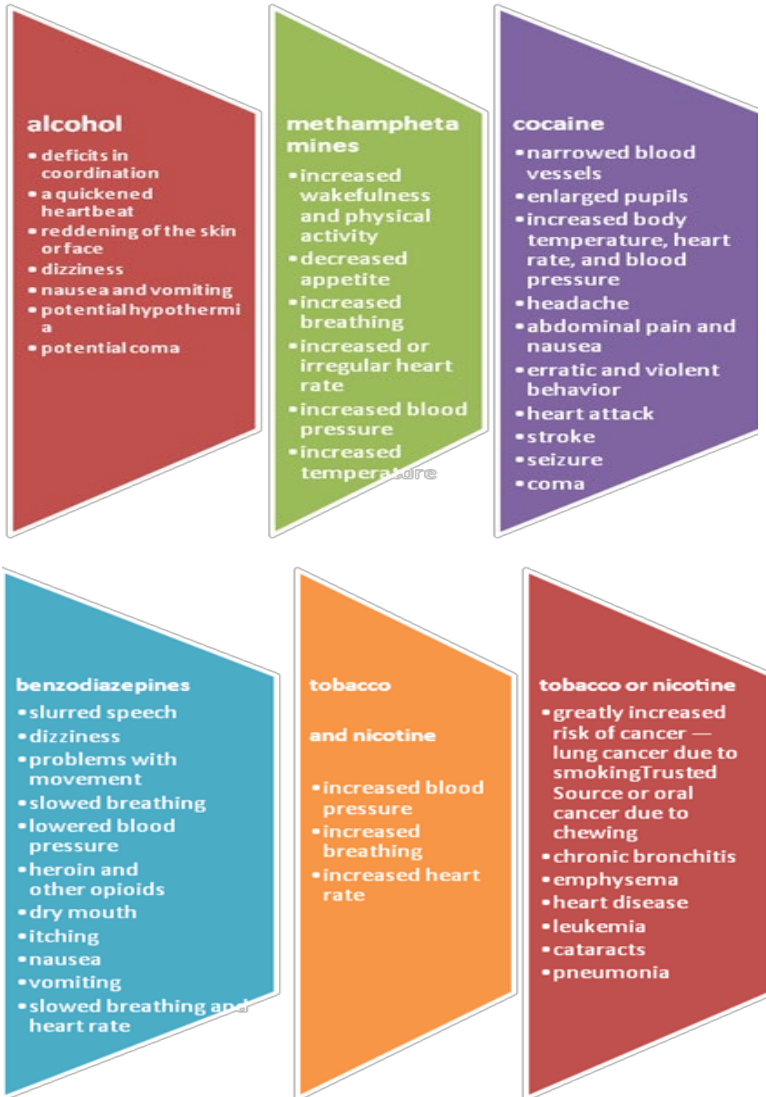 alcohol
• deficits in
coordination
• a quickened
heartbeat
• reddening of the skin
or face
• dizziness
• nausea and vomiting
• potential hypothermi
a
• potential coma
methampheta
mines
• increased
wakefulness
and physical
activity
• decreased
appetite
• increased
breathing
• increased or
irregular heart
rate
• increased blood
pressure
• increased
temperature
cocaine
• narrowed blood
vessels
• enlarged pupils
• increased body
temperature, heart
rate, and blood
pressure
• headache
• abdominal pain and
nausea
• erratic and violent
behavior
• heart attack
• stroke
• seizure
• coma
benzodiazepines
• slurred speech
• dizziness
• problems with
movement
• slowed breathing
• lowered blood
pressure
• heroin and
other opioids
• dry mouth
• itching
• nausea
• vomiting
• slowed breathing and
heart rate
tobacco
and nicotine
• increased blood
pressure
• increased
breathing
• increased heart
rate
tobacco or nicotine
• greatly increased
risk of cancer —
lung cancer due to
smokingTrusted
Source or oral
cancer due to
chewing
• chronic bronchitis
• emphysema
• heart disease
• leukemia
• cataracts
• pneumonia